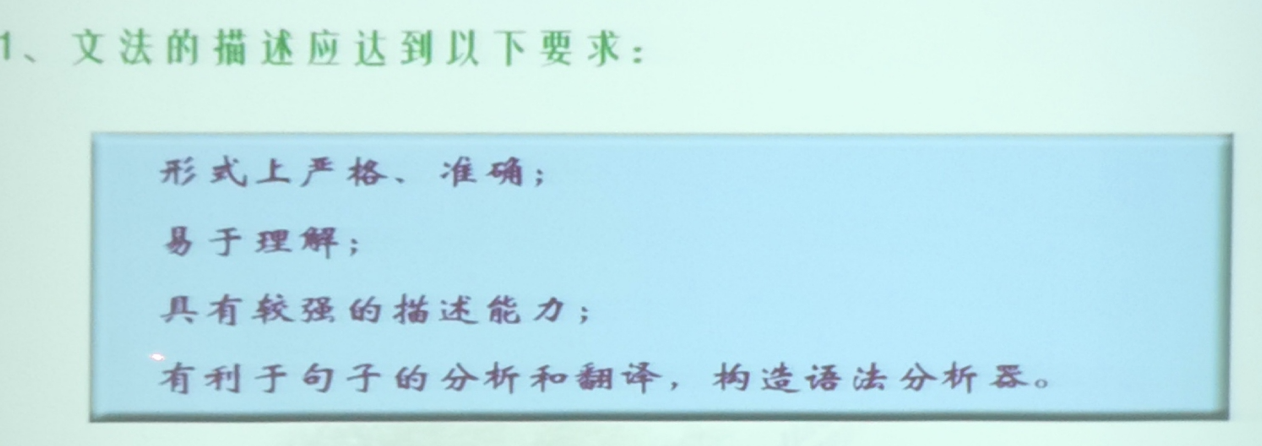 1、文法的描述应达到以下要求：
形式上严格、准确；
易于理解；
具有较强的描述能力；
有利于句子的分析和翻译，构造语法分析器。